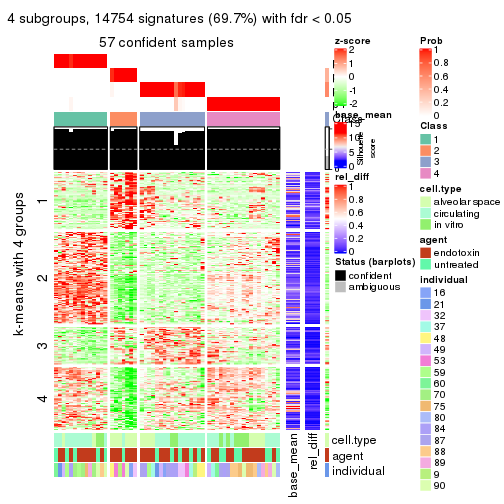 4 subgroups, 14754 signatures (69.7%) with fdr < 0.05
57 confident samples
k-means with 4 groups
1
2
3
4
Silhouette
score
base_mean
rel_diff
cell.type
agent
individual
z-score
2
1
0
-1
-2
base_mean
15
10
5
0
rel_diff
1
0.8
0.6
0.4
0.2
0
Status (barplots)
confident
ambiguous
Prob
1
0.8
0.6
0.4
0.2
0
Class
1
2
3
4
cell.type
alveolar space
circulating
in vitro
agent
endotoxin
untreated
individual
16
21
32
37
48
49
53
59
60
70
75
80
84
87
88
89
9
90